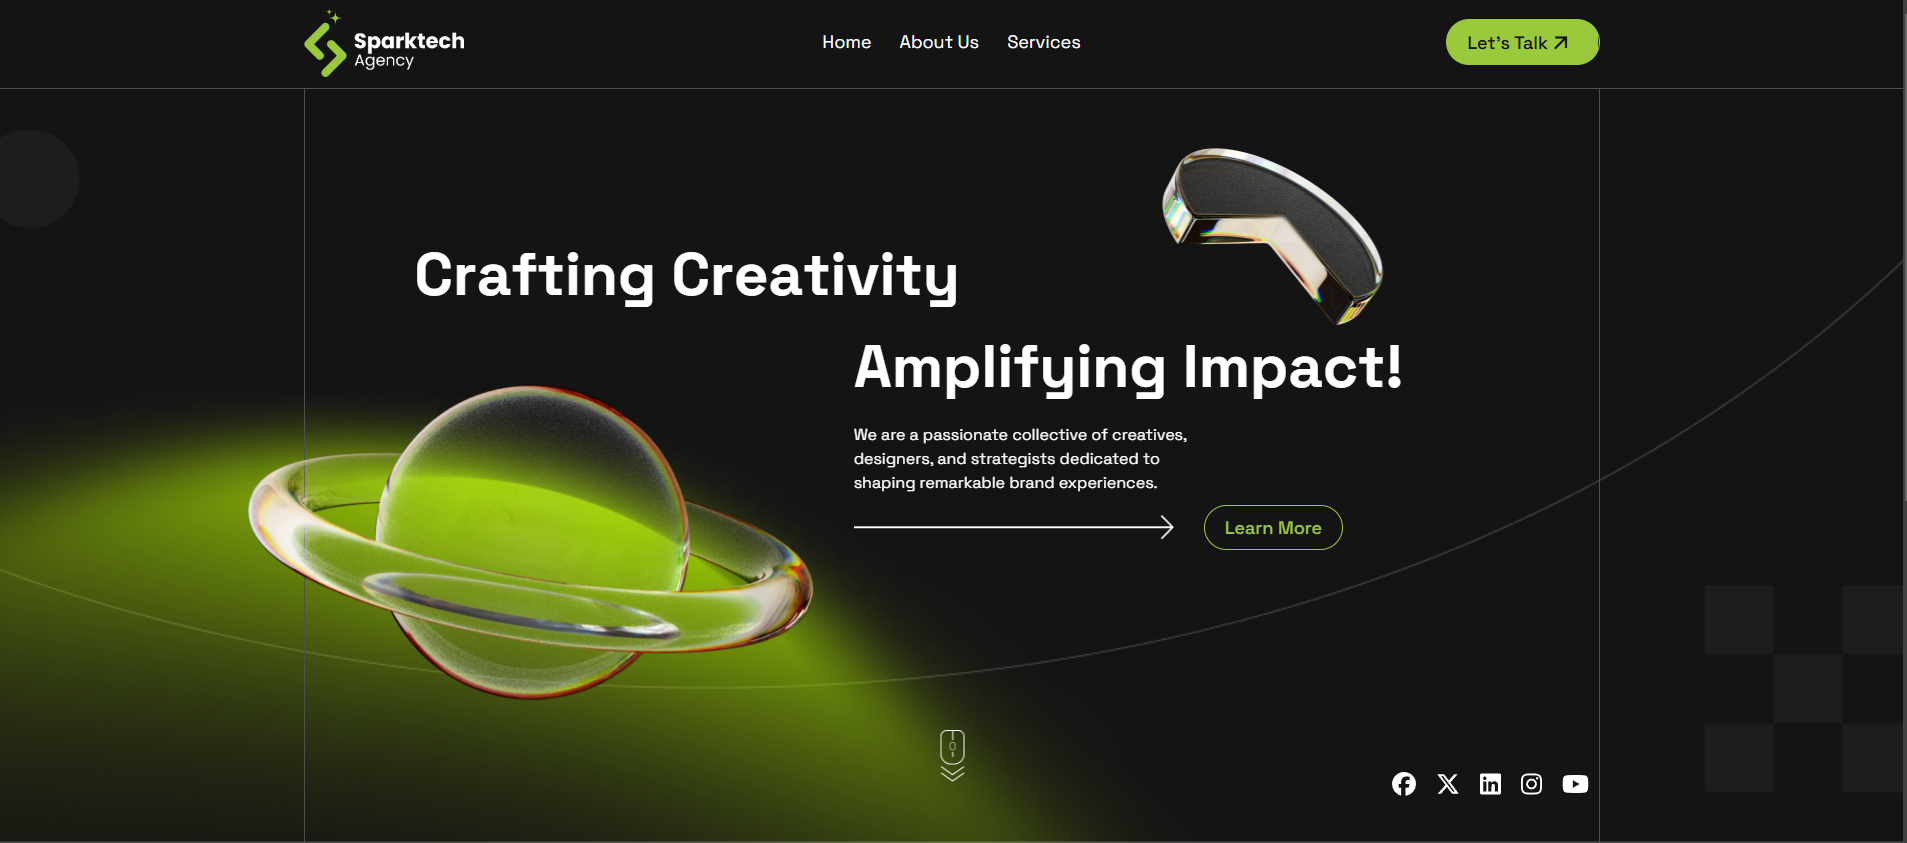 Sparktech
Agency
Home
About Us
Services
Let's Talk
Crafting Creativity
Amplifying Impact!
We are a passionate collective of creatives,
designers, and strategists dedicated to
shaping remarkable brand experiences.
Learn More